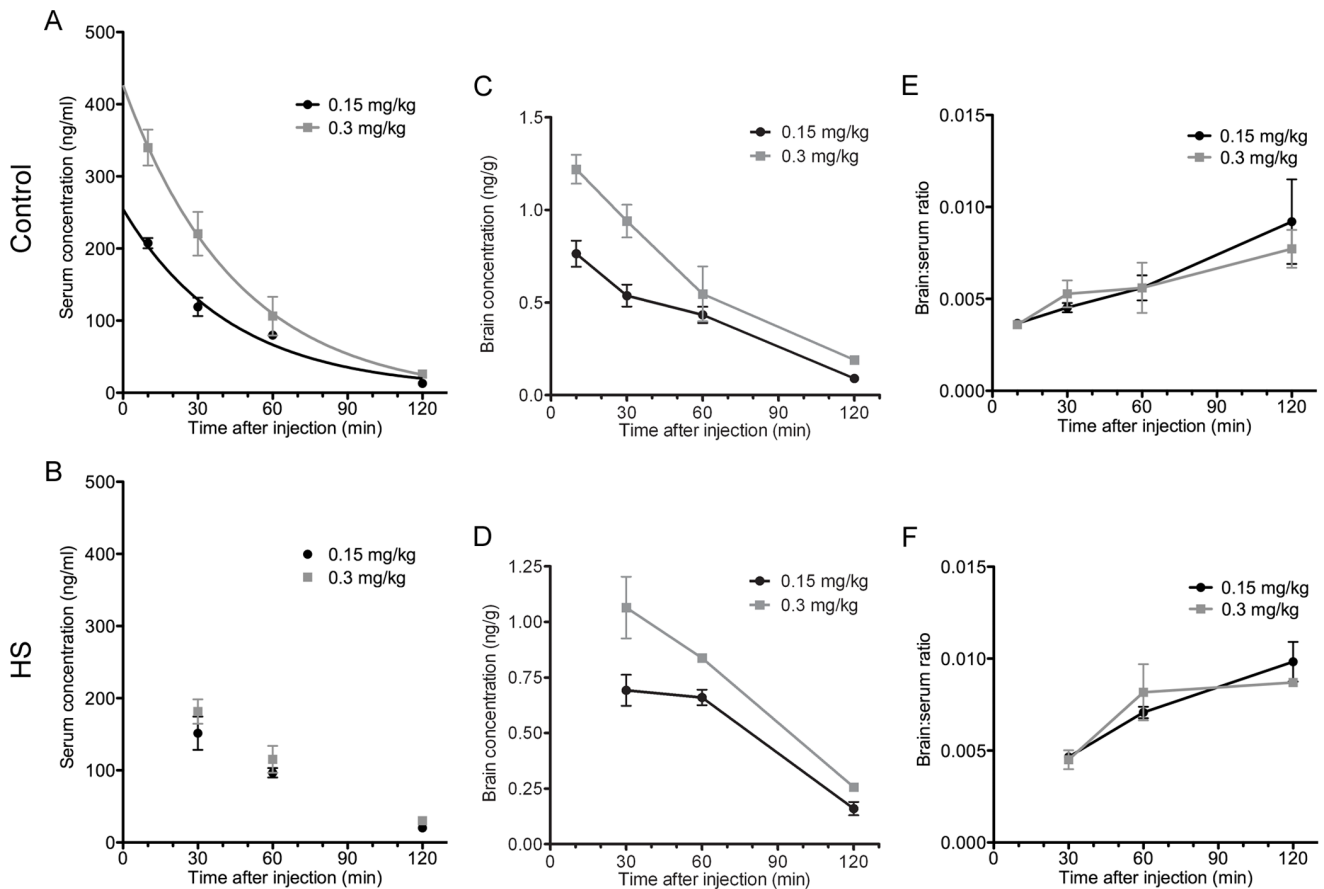 Control
HS
A
Serum concentration (ng/ml)
500
400
300
200
100
0
0.15 mg/kg
0.3 mg/kg
0 30 60 90 120
Time after injection (min)
C
Brain concentration (ng/g)
1.5
1.0
0.5
0.0
0.15 mg/kg
0.3 mg/kg
0 30 60 90 120
Time after injection (min)
E
Brain:serum ratio
0.015
0.010
0.005
0.000
0.15 mg/kg
0.3 mg/kg
0 30 60 90 120
Time after injection (min)
B
Serum concentration (ng/ml)
500
400
300
200
100
0
0.15 mg/kg
0.3 mg/kg
0 30 60 90 120
Time after injection (min)
D
Brain concentration (ng/g)
1.25
1.00
0.75
0.50
0.25
0.00
0.15 mg/kg
0.3 mg/kg
0 30 60 90 120
Time after injection (min)
F
Brain:serum ratio
0.015
0.010
0.005
0.000
0.15 mg/kg
0.3 mg/kg
0 30 60 90 120
Time after injection (min)